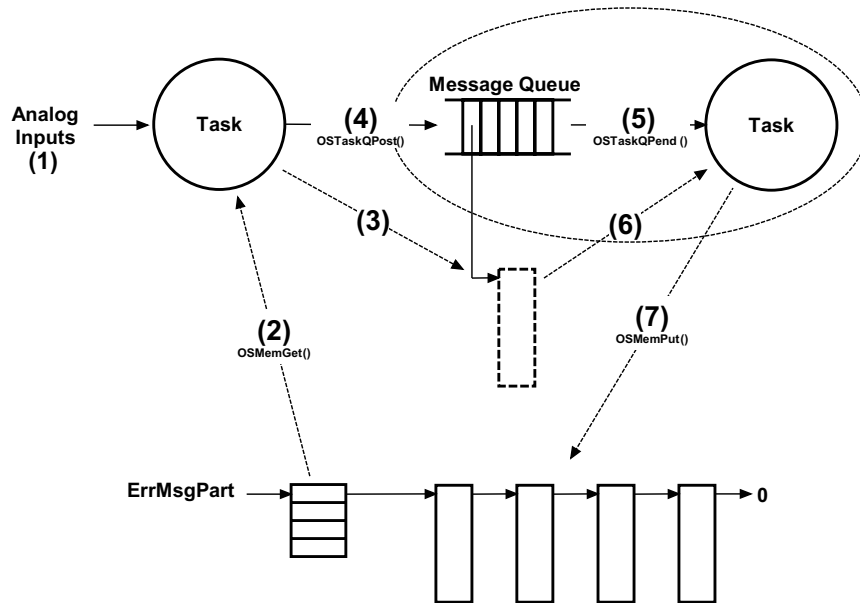 Message Queue
Analog
Inputs
(1)
Task
(4)
OSTaskQPost()
(5)
OSTaskQPend ()
Task
(3)
(6)
(2)
OSMemGet()
(7)
OSMemPut()
ErrMsgPart
0